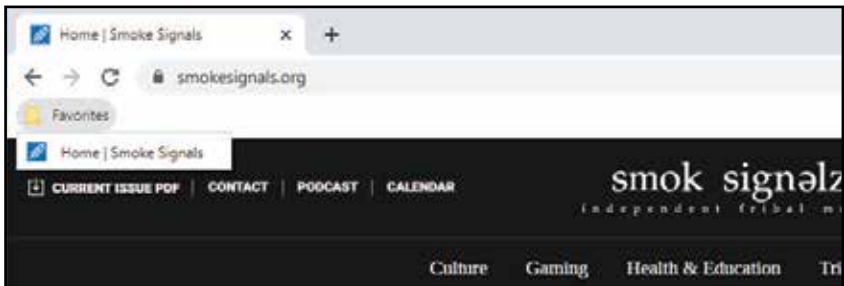 Home | Smoke Signals
smokesignals.org
Favorites
Home | Smoke Signals
CURRENT ISSUE PDF | CONTACT | PODCAST | CALENDAR
smok signəlz
independent tribal
Culture Gaming Health & Education